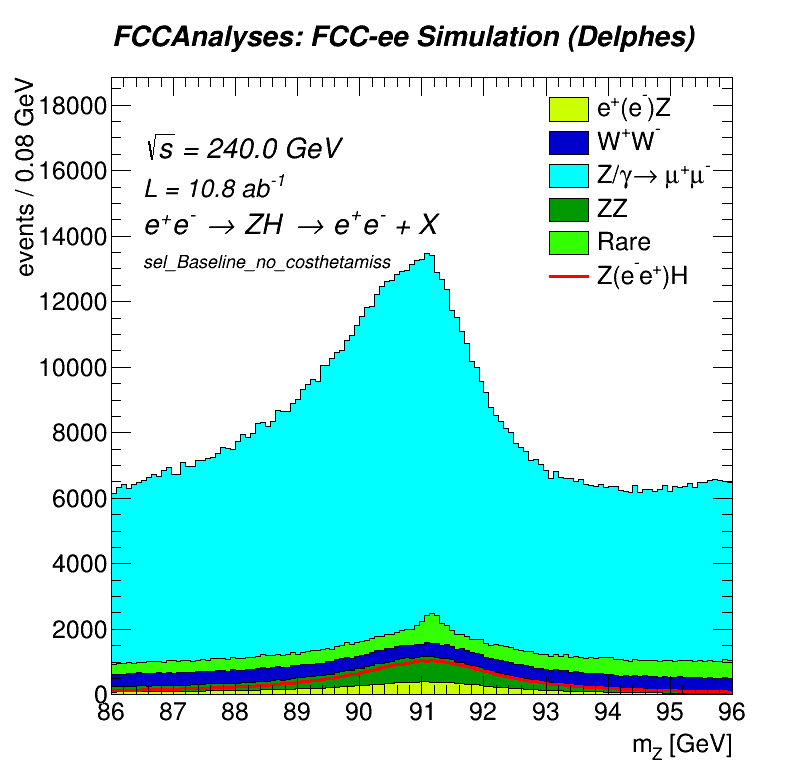 FCCAnalyses: FCC-ee Simulation (Delphes)
events / 0.08 GeV
18000
16000
14000
12000
10000
8000
6000
4000
2000
0
√s = 240.0 GeV
L = 10.8 ab⁻¹
e⁺e⁻ → ZH → e⁺e⁻ + X
sel_Baseline_no_costhetamiss
e⁺(e⁻)Z
W⁺W⁻
Z/γ→ μ⁺μ⁻
ZZ
Rare
Z(e⁻e⁺)H
86 87 88 89 90 91 92 93 94 95 96
m_Z [GeV]